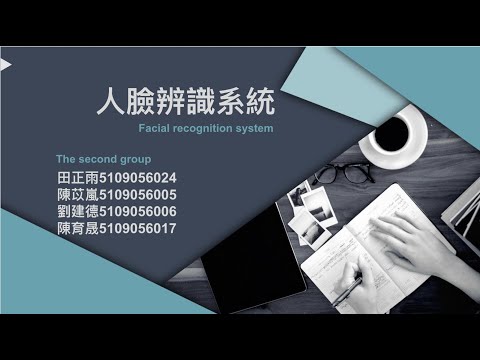 人臉辨識系統
Facial recognition system
The second group
田正雨5109056024
陳苡嵐5109056005
劉建德5109056006
陳育晟5109056017